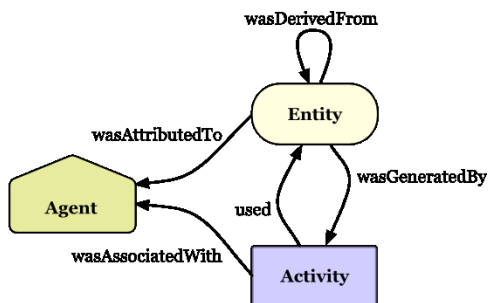 wasDerivedFrom
Entity
wasAttributedTo
wasGeneratedBy
Agent
used
wasAssociatedWith
Activity